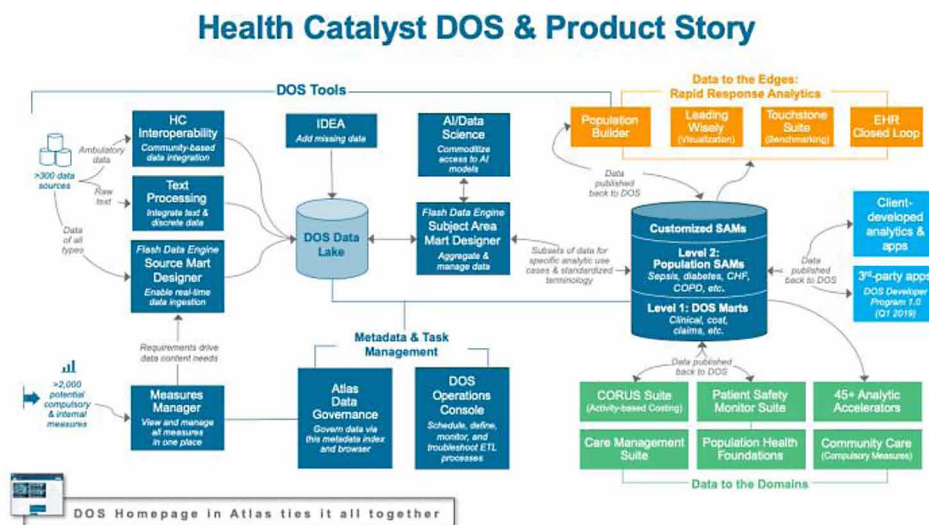 Health Catalyst DOS & Product Story
DOS Tools
>300 data
sources
Ambulatory
data
Raw
text
Data
of all
types
HC
Interoperability
Community-based
data integration
Text
Processing
Integrate text &
discrete data
Flash Data Engine
Source Mart
Designer
Enable real-time
data ingestion
Requirements drive
data content needs
>2,000
potential
compulsory
& internal
measures
Measures
Manager
View and manage
all measures
in one place
IDEA
Add missing data
DOS Data
Lake
AI/Data
Science
Commoditize
access to AI
models
Flash Data Engine
Subject Area
Mart Designer
Aggregate &
manage data
Metadata & Task
Management
Atlas
Data
Governance
Govern data via
this metadata index
and browser
DOS
Operations
Console
Schedule, define,
monitor, and
troubleshoot ETL
processes
Subsets of data for
specific analytic use
cases & standardized
terminology
Data to the Edges:
Rapid Response Analytics
Population
Builder
Leading
Wisely
(Visualization)
Touchstone
Suite
(Benchmarking)
EHR
Closed Loop
Data
published
back to DOS
Customized SAMs
Level 2:
Population SAMs
Sepsis, diabetes, CHF,
COPD, etc.
Level 1: DOS Marts
Clinical, cost,
claims, etc.
Data
published
back to DOS
Client-
developed
analytics &
apps
3rd-party apps
DOS Developer
Program 1.0
(Q1 2019)
Data published
back to DOS
CORUS Suite
(Activity-based Costing)
Patient Safety
Monitor Suite
45+ Analytic
Accelerators
Care Management
Suite
Population Health
Foundations
Community Care
(Compulsory Measures)
Data to the Domains
DOS Homepage in Atlas ties it all together